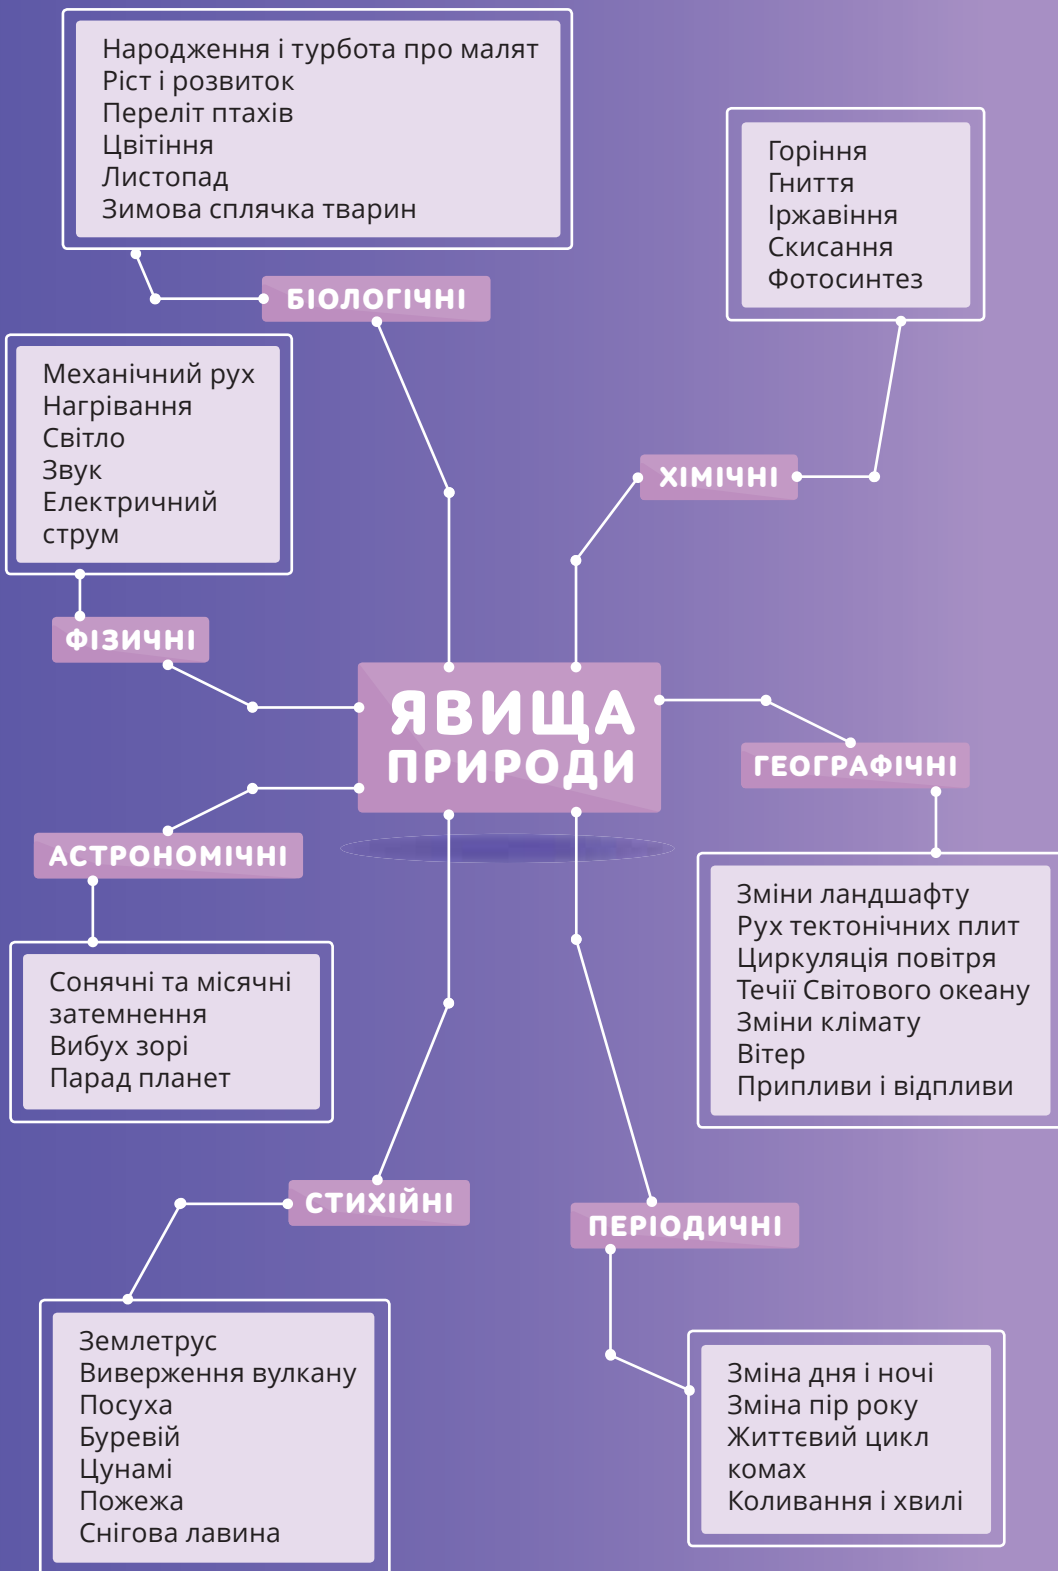 Народження і турбота про малят
Ріст і розвиток
Переліт птахів
Цвітіння
Листопад
Зимова сплячка тварин
БІОЛОГІЧНІ
Горіння
Гниття
Іржавіння
Скисання
Фотосинтез
ХІМІЧНІ
Механічний рух
Нагрівання
Світло
Звук
Електричний
струм
ФІЗИЧНІ
ЯВИЩА
ПРИРОДИ
ГЕОГРАФІЧНІ
Зміни ландшафту
Рух тектонічних плит
Циркуляція повітря
Течії Світового океану
Зміни клімату
Вітер
Припливи і відпливи
АСТРОНОМІЧНІ
Сонячні та місячні
затемнення
Вибух зорі
Парад планет
СТИХІЙНІ
Землетрус
Виверження вулкану
Посуха
Буревій
Цунамі
Пожежа
Снігова лавина
ПЕРІОДИЧНІ
Зміна дня і ночі
Зміна пір року
Життєвий цикл
комах
Коливання і хвилі